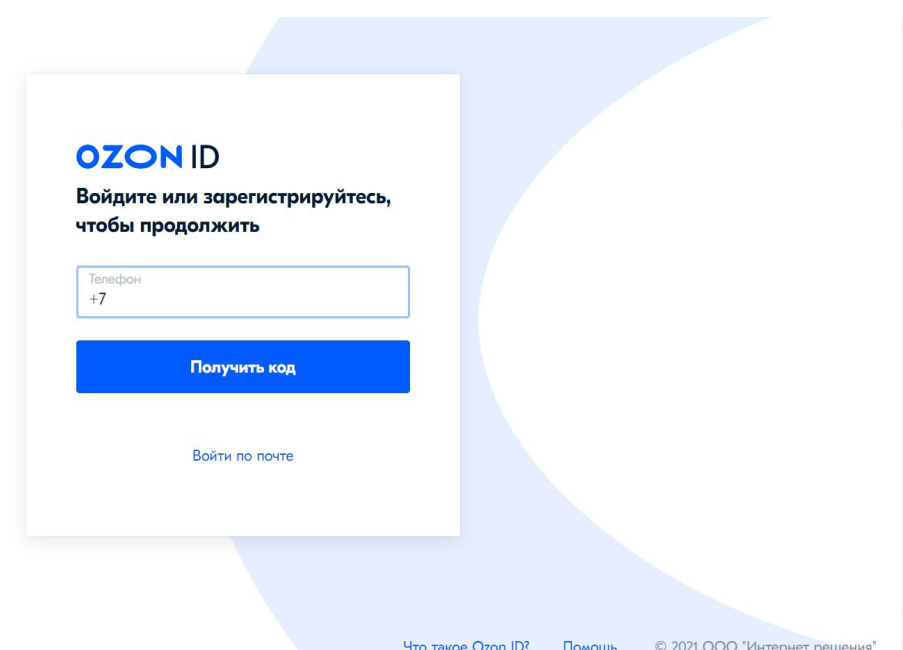 OZON ID
Войдите или зарегистрируйтесь,
чтобы продолжить
Телефон
+7
Получить код
Войти по почте
Что такое Ozon ID? Помощь © 2021 ООО "Интернет решения"